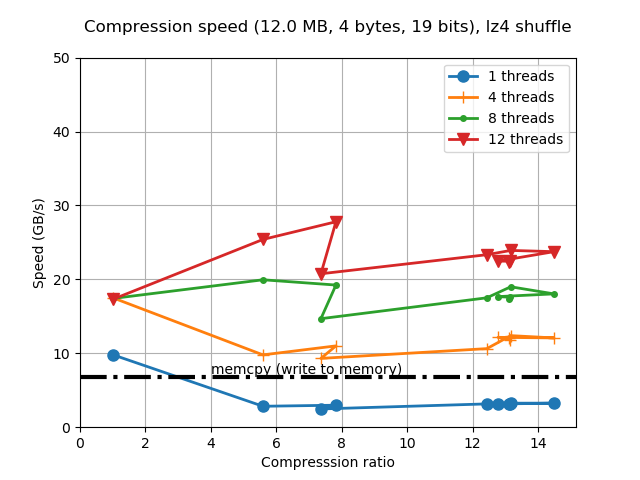 Compression speed (12.0 MB, 4 bytes, 19 bits), lz4 shuffle
50
40
30
20
10
0
Speed (GB/s)
1 threads
4 threads
8 threads
12 threads
memcpy (write to memory)
0 2 4 6 8 10 12 14
Compresssion ratio